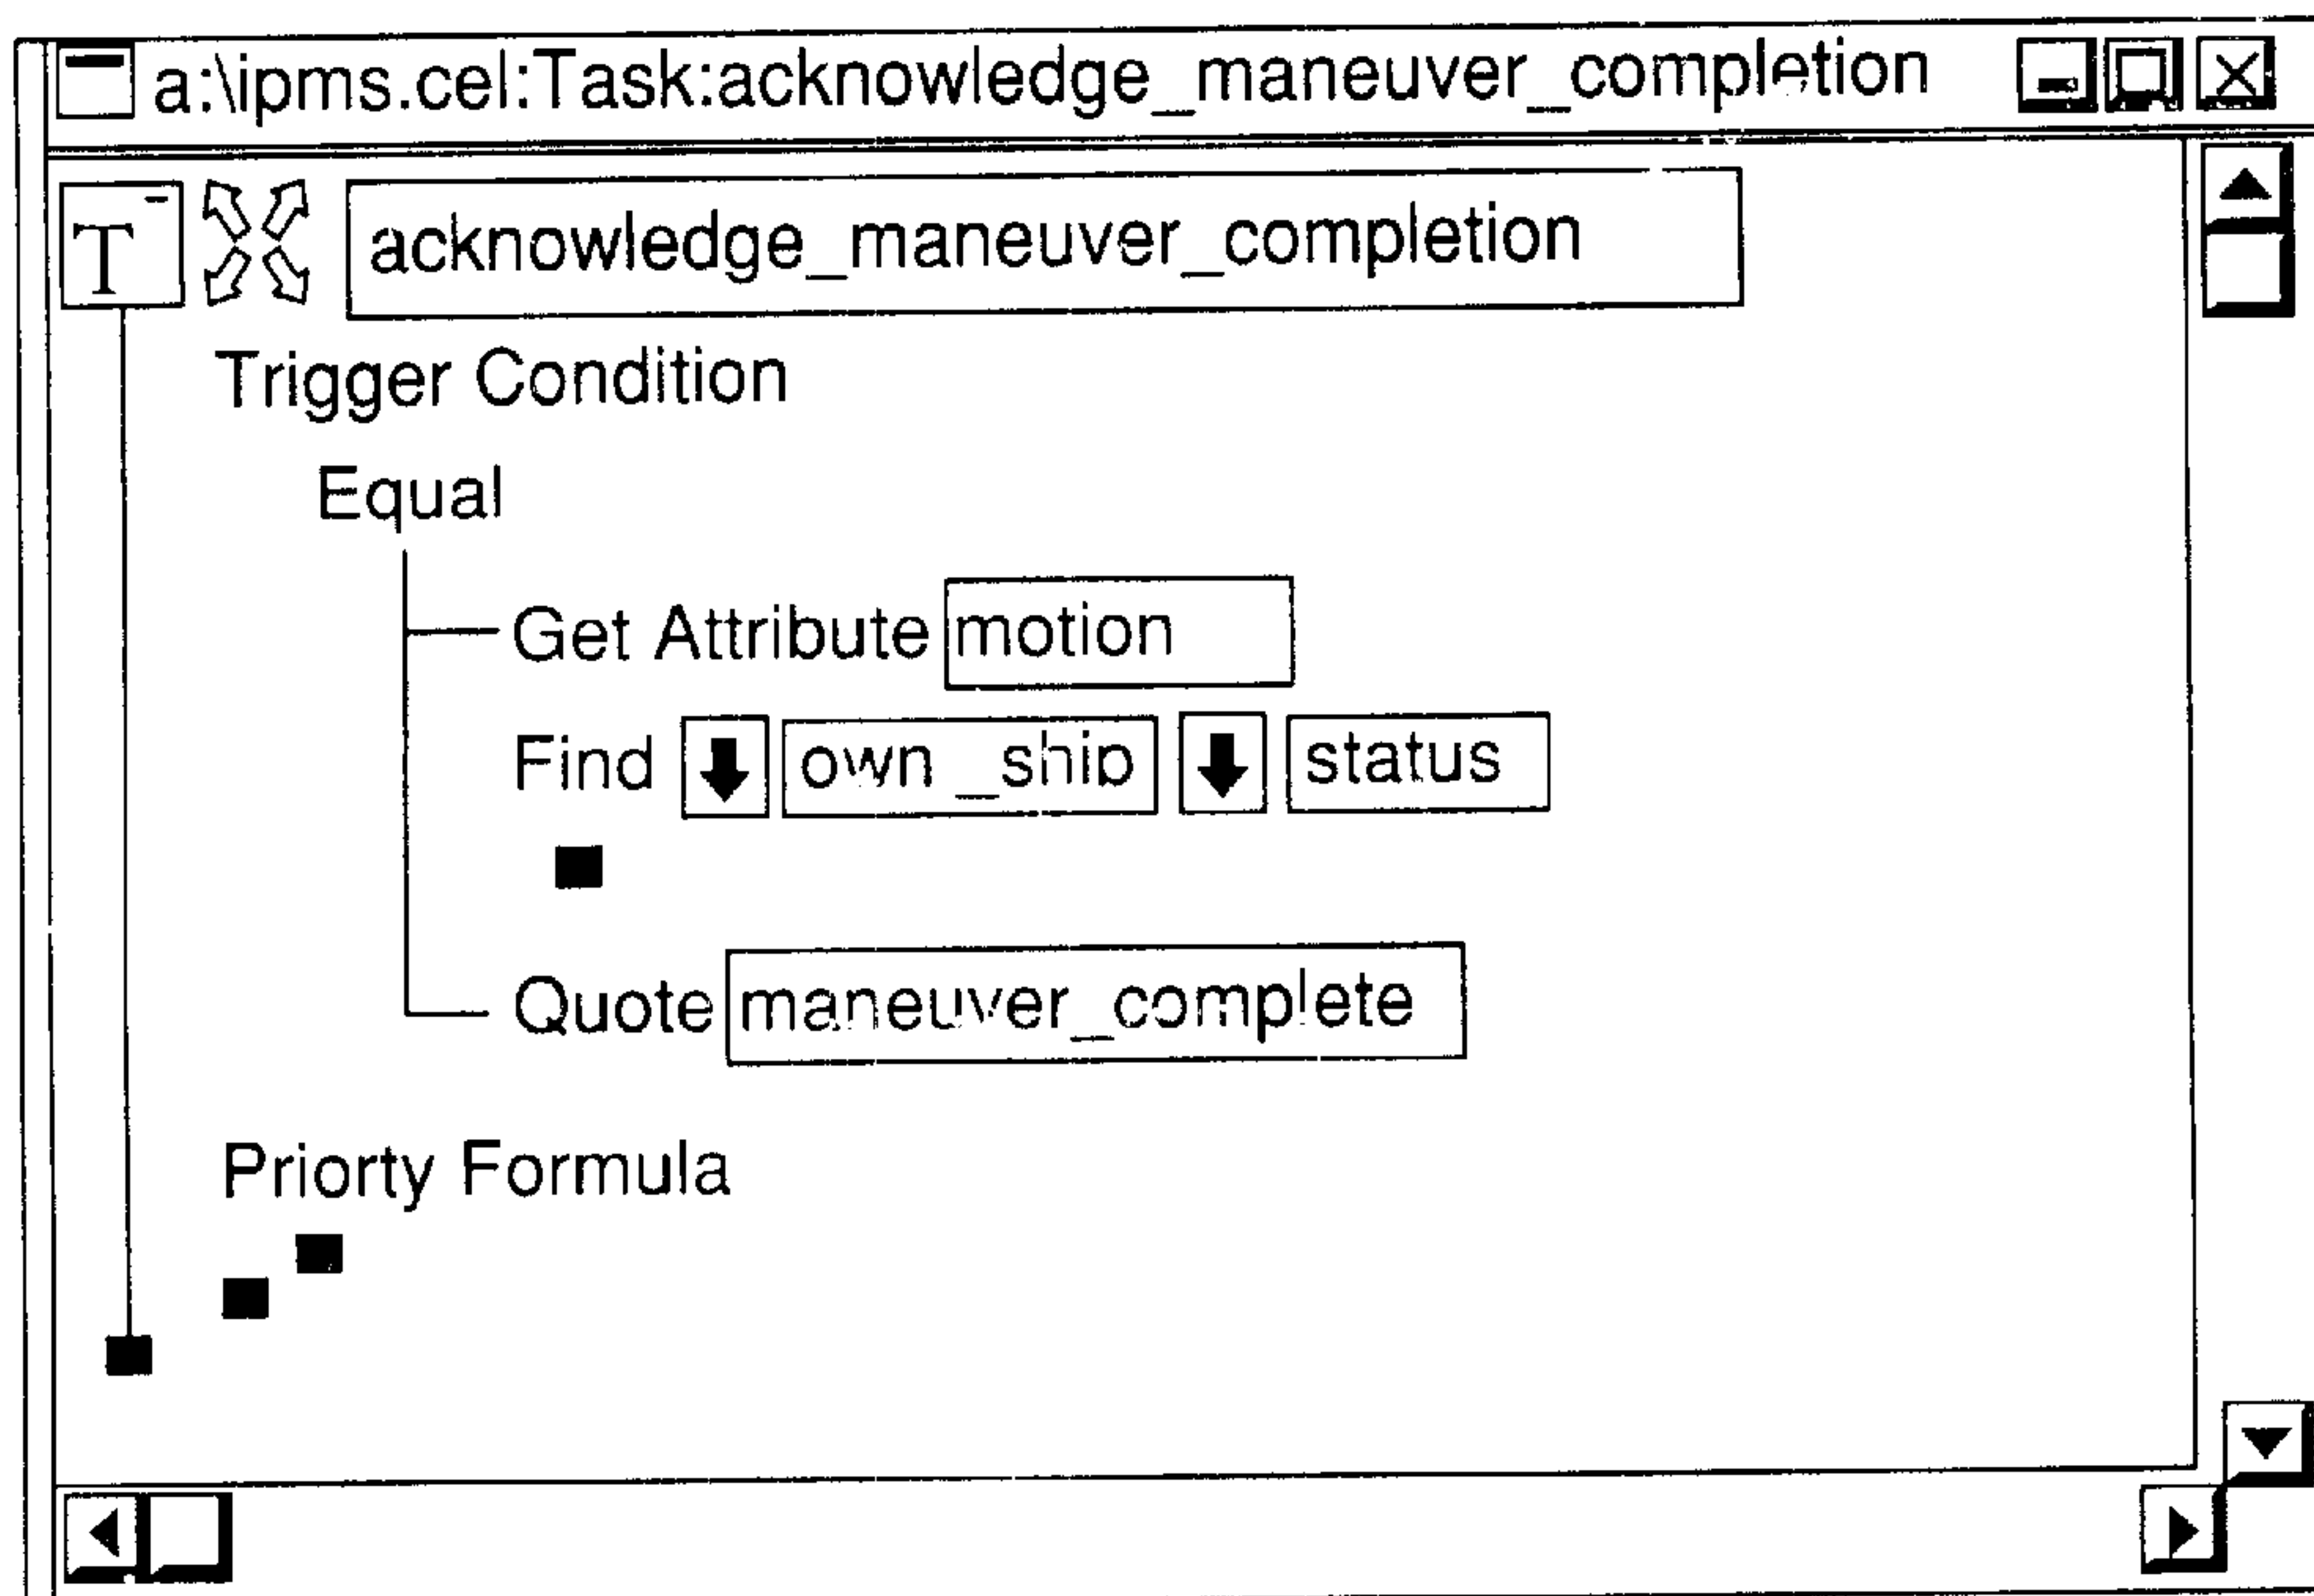 a:\ipms.cel:Task:acknowledge_maneuver_completion
T acknowledge_maneuver_completion
Trigger Condition
Equal
Get Attribute motion
Find own_ship status
Quote maneuver_complete
Priorty Formula